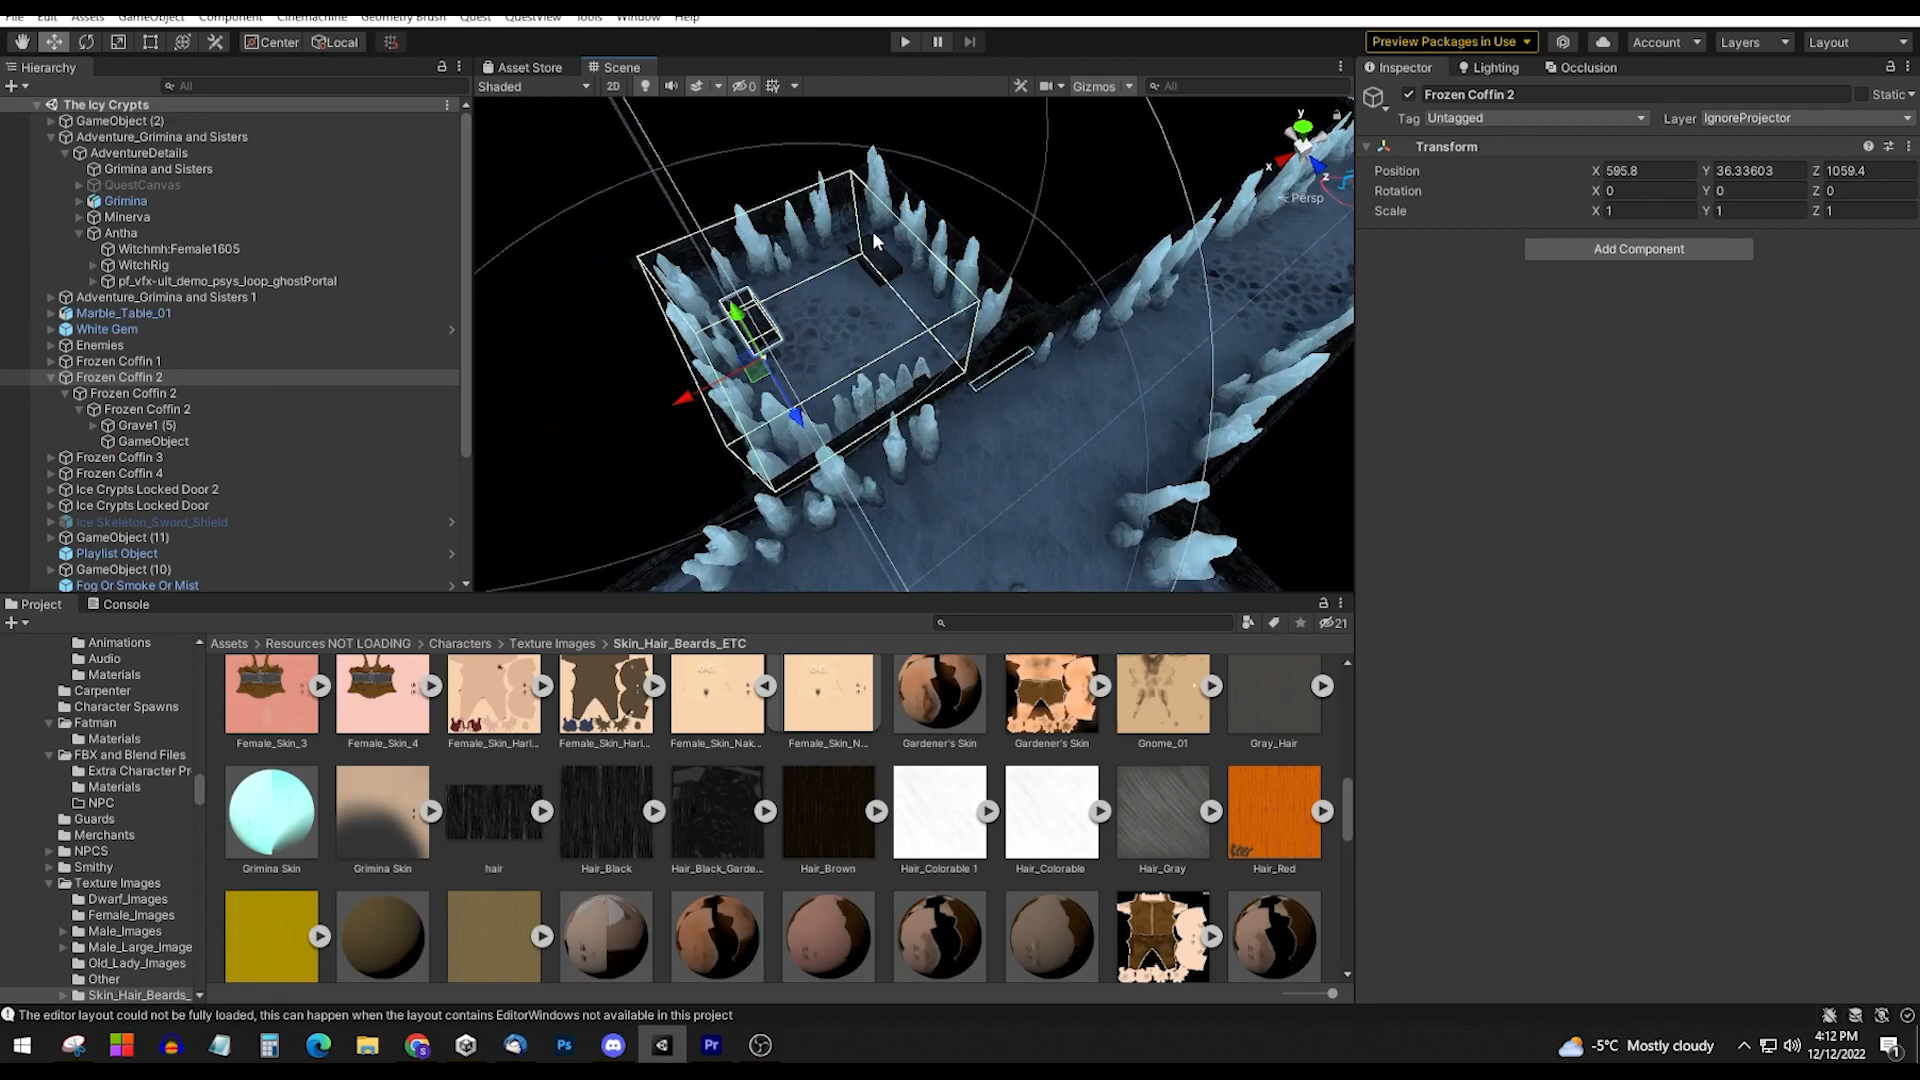 File Edit Assets GameObject Component Cinemachine Geometry Brush Quest QuestView Tools Window Help
Center Local Preview Packages in Use Account Layers Layout
Hierarchy Asset Store Scene Inspector Lighting Occlusion
All Shaded 2D 0 Gizmos All
The Icy Crypts
GameObject (2)
Adventure_Grimina and Sisters
AdventureDetails
Grimina and Sisters
QuestCanvas
Grimina
Minerva
Antha
Witchmh:Female1605
WitchRig
pf_vfx-ult_demo_psys_loop_ghostPortal
Adventure_Grimina and Sisters 1
Marble_Table_01
White Gem
Enemies
Frozen Coffin 1
Frozen Coffin 2
Frozen Coffin 2
Frozen Coffin 2
Grave1 (5)
GameObject
Frozen Coffin 3
Frozen Coffin 4
Ice Crypts Locked Door 2
Ice Crypts Locked Door
Ice Skeleton_Sword_Shield
GameObject (11)
Playlist Object
GameObject (10)
Fog Or Smoke Or Mist
y
x
z
Persp
Frozen Coffin 2 Static
Tag Untagged Layer IgnoreProjector
Transform
Position X 595.8 Y 36.33603 Z 1059.4
Rotation X 0 Y 0 Z 0
Scale X 1 Y 1 Z 1
Add Component
Project Console
21
Animations
Audio
Materials
Carpenter
Character Spawns
Fatman
Materials
FBX and Blend Files
Extra Character Pr
Materials
NPC
Guards
Merchants
NPCS
Smithy
Texture Images
Dwarf_Images
Female_Images
Male_Images
Male_Large_Image
Old_Lady_Images
Other
Skin_Hair_Beards_
Assets > Resources NOT LOADING > Characters > Texture Images > Skin_Hair_Beards_ETC
Female_Skin_3 Female_Skin_4 Female_Skin_Harl... Female_Skin_Harl... Female_Skin_Nak... Female_Skin_N... Gardener's Skin Gardener's Skin Gnome_01 Gray_Hair
Grimina Skin Grimina Skin hair Hair_Black Hair_Black_Garde... Hair_Brown Hair_Colorable 1 Hair_Colorable Hair_Gray Hair_Red
The editor layout could not be fully loaded, this can happen when the layout contains EditorWindows not available in this project
Ps Pr
-5°C Mostly cloudy
4:12 PM
12/12/2022
1